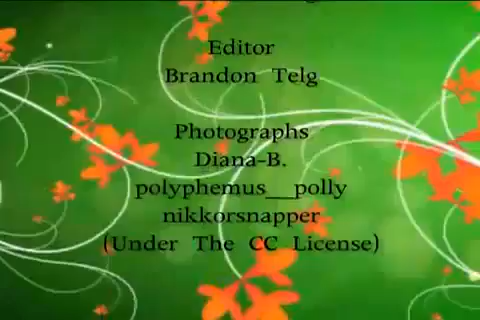 Editor
Brandon Telg
Photographs
Diana-B.
polyphemus__polly
nikkorsnapper
(Under The CC License)